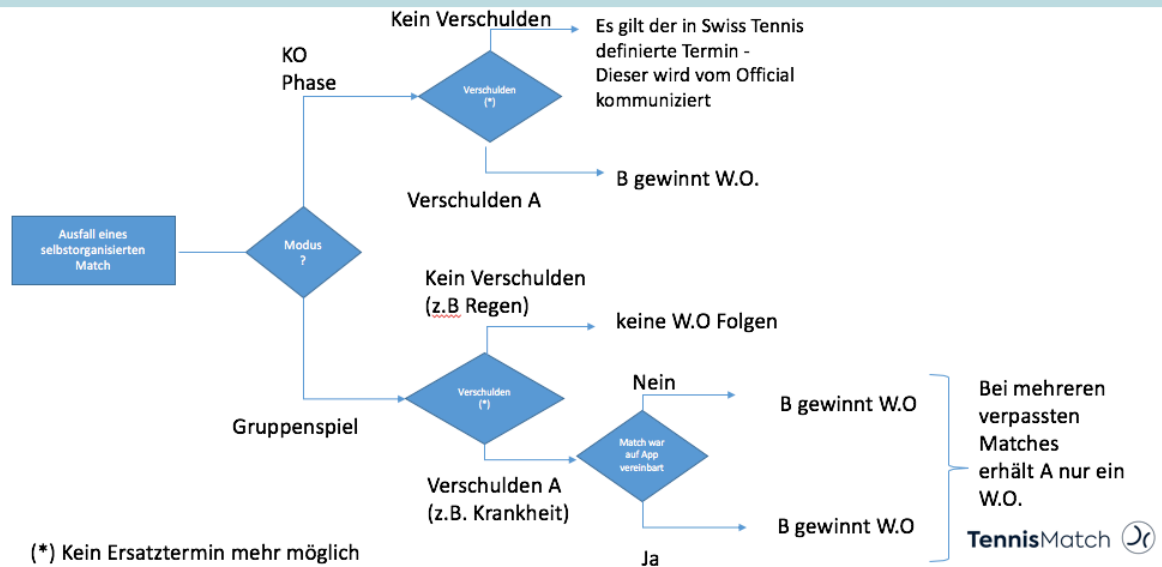 Kein Verschulden
Es gilt der in Swiss Tennis
definierte Termin -
Dieser wird vom Official
kommuniziert
KO
Phase
Verschulden
(*)
B gewinnt W.O.
Verschulden A
Ausfall eines
selbstorganisierten
Match
Modus
?
Kein Verschulden
(z.B Regen)
keine W.O Folgen
Verschulden
(*)
Gruppenspiel
Nein
B gewinnt W.O
Match war
auf App
vereinbart
Verschulden A
(z.B. Krankheit)
B gewinnt W.O
Ja
Bei mehreren
verpassten
Matches
erhält A nur ein
W.O.
TennisMatch
(*) Kein Ersatztermin mehr möglich